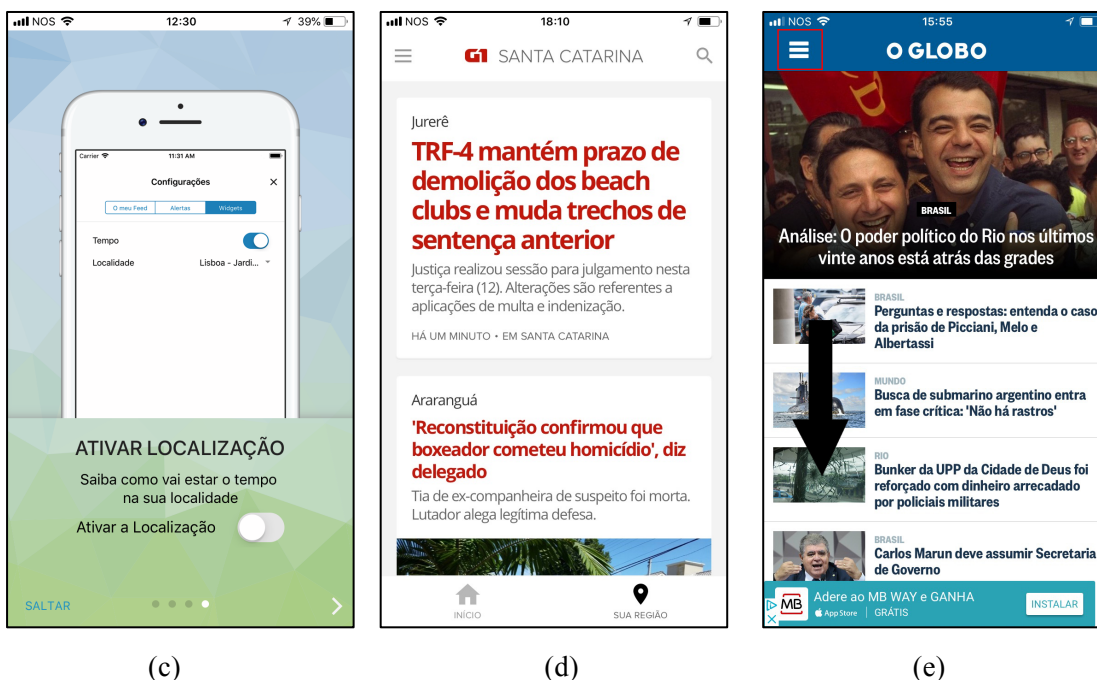 NOS 12:30 39%
Carrier 11:31 AM
Configurações ×
O meu Feed Alertas Widgets
Tempo
Localidade Lisboa - Jardi...
ATIVAR LOCALIZAÇÃO
Saiba como vai estar o tempo
na sua localidade
Ativar a Localização
SALTAR
(c)
NOS 18:10
G1 SANTA CATARINA
Jurerê
TRF-4 mantém prazo de
demolição dos beach
clubs e muda trechos de
sentença anterior
Justiça realizou sessão para julgamento nesta
terça-feira (12). Alterações são referentes a
aplicações de multa e indenização.
HÁ UM MINUTO • EM SANTA CATARINA
Araranguá
'Reconstituição confirmou que
boxeador cometeu homicídio', diz
delegado
Tia de ex-companheira de suspeito foi morta.
Lutador alega legítima defesa.
INÍCIO SUA REGIÃO
(d)
NOS 15:55
O GLOBO
BRASIL
Análise: O poder político do Rio nos últimos
vinte anos está atrás das grades
BRASIL
Perguntas e respostas: entenda o caso
da prisão de Picciani, Melo e
Albertassi
MUNDO
Busca de submarino argentino entra
em fase crítica: 'Não há rastros'
RIO
Bunker da UPP da Cidade de Deus foi
reforçado com dinheiro arrecadado
por policiais militares
BRASIL
Carlos Marun deve assumir Secretaria
de Governo
MB Adere ao MB WAY e GANHA
App Store | GRÁTIS
INSTALAR
(e)